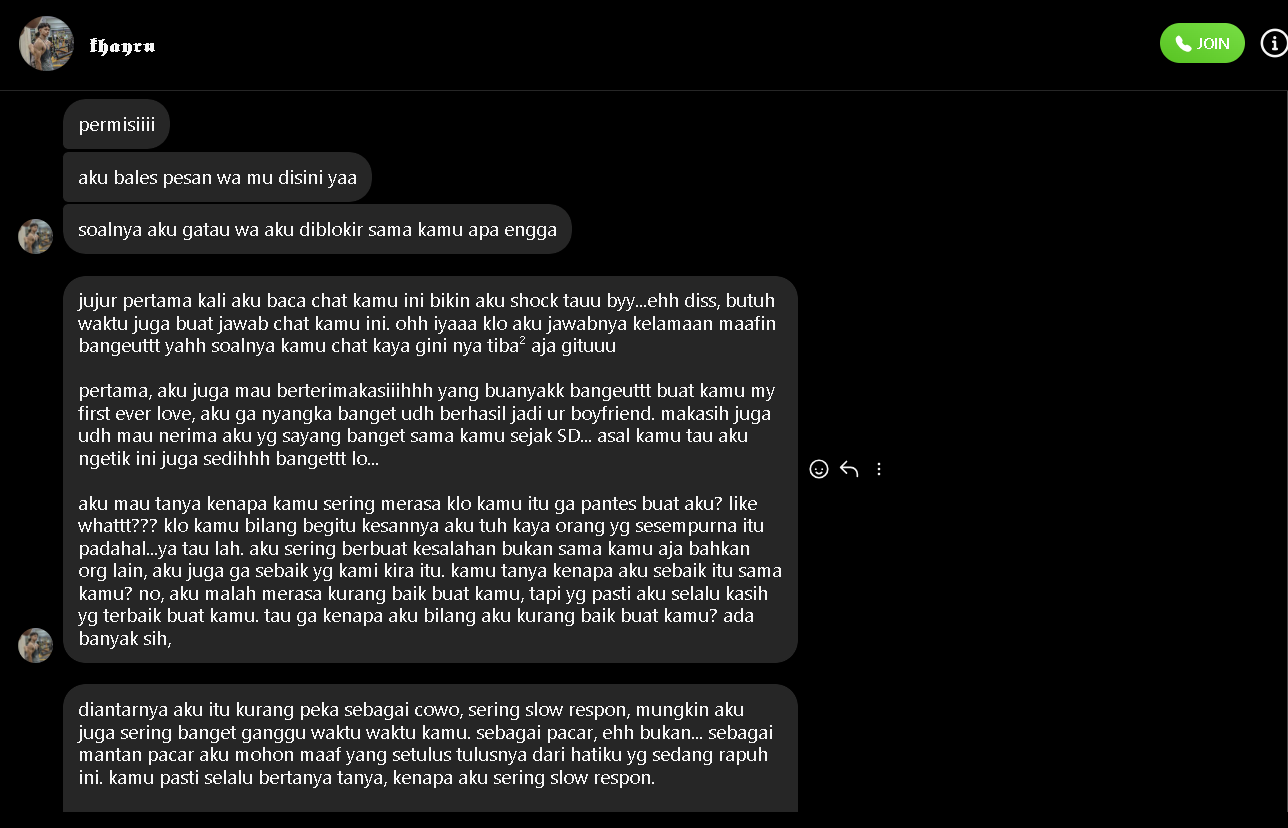 khayru
JOIN
permisiiii
aku bales pesan wa mu disini yaa
soalnya aku gatau wa aku diblokir sama kamu apa engga
jujur pertama kali aku baca chat kamu ini bikin aku shock tauu byy...ehh diss, butuh
waktu juga buat jawab chat kamu ini. ohh iyaaa klo aku jawabnya kelamaan maafin
bangeuttt yahh soalnya kamu chat kaya gini nya tiba² aja gituuu
pertama, aku juga mau berterimakasiiihhh yang buanyakk bangeuttt buat kamu my
first ever love, aku ga nyangka banget udh berhasil jadi ur boyfriend. makasih juga
udh mau nerima aku yg sayang banget sama kamu sejak SD... asal kamu tau aku
ngetik ini juga sedihhh bangettt lo...
aku mau tanya kenapa kamu sering merasa klo kamu itu ga pantes buat aku? like
whattt??? klo kamu bilang begitu kesannya aku tuh kaya orang yg sesempurna itu
padahal...ya tau lah. aku sering berbuat kesalahan bukan sama kamu aja bahkan
org lain, aku juga ga sebaik yg kami kira itu. kamu tanya kenapa aku sebaik itu sama
kamu? no, aku malah merasa kurang baik buat kamu, tapi yg pasti aku selalu kasih
yg terbaik buat kamu. tau ga kenapa aku bilang aku kurang baik buat kamu? ada
banyak sih,
diantarnya aku itu kurang peka sebagai cowo, sering slow respon, mungkin aku
juga sering banget ganggu waktu waktu kamu. sebagai pacar, ehh bukan... sebagai
mantan pacar aku mohon maaf yang setulus tulusnya dari hatiku yg sedang rapuh
ini. kamu pasti selalu bertanya tanya, kenapa aku sering slow respon.